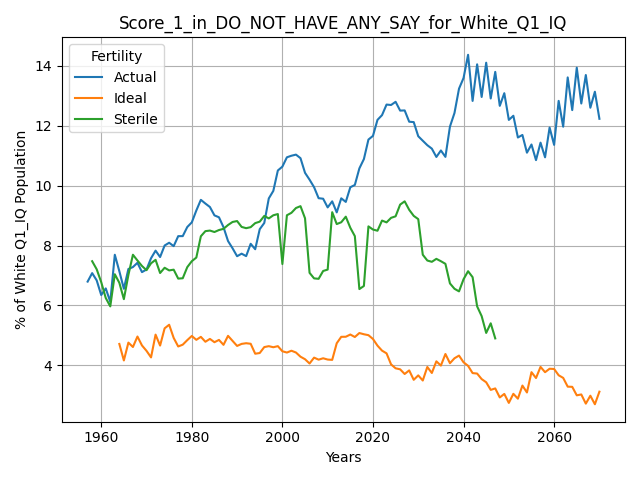 Score_1_in_DO_NOT_HAVE_ANY_SAY_for_White_Q1_IQ
Fertility
Actual
Ideal
Sterile
% of White Q1_IQ Population
14
12
10
8
6
4
1960 1980 2000 2020 2040 2060
Years